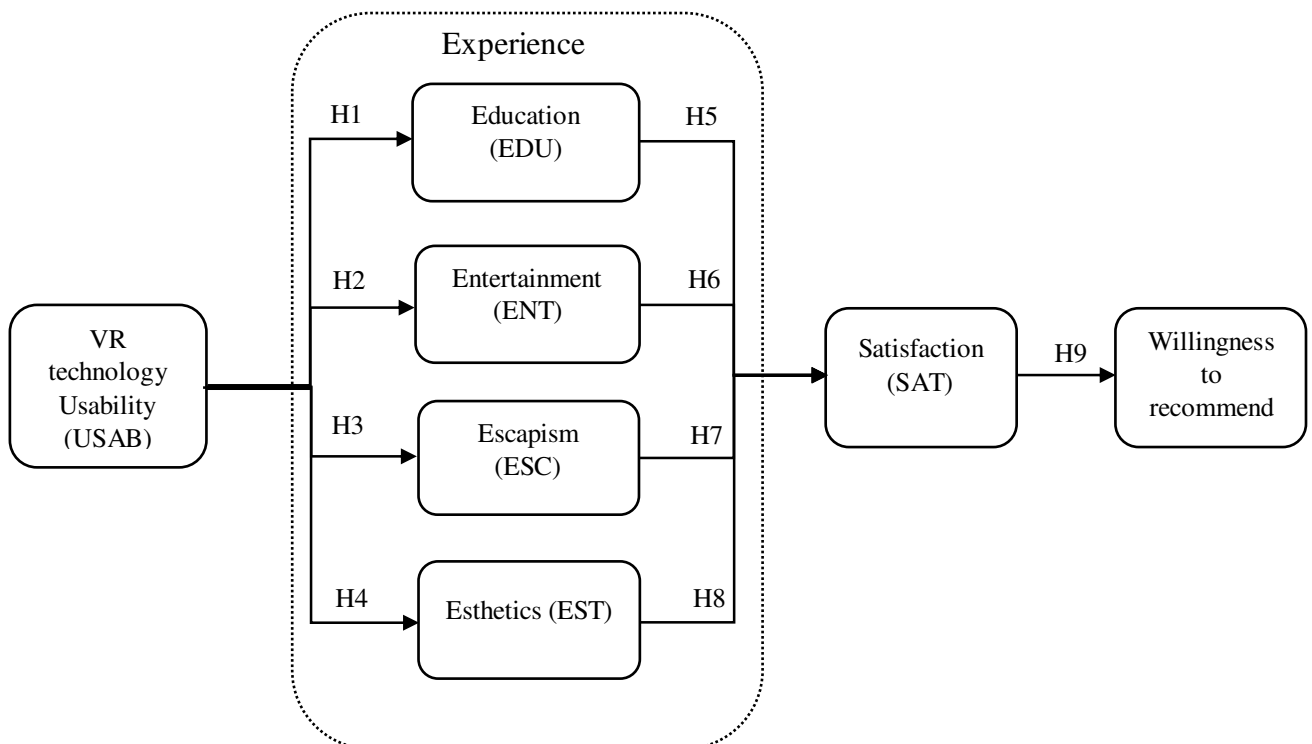 Experience
H1
Education
(EDU)
H5
H2
Entertainment
(ENT)
H6
VR
technology
Usability
(USAB)
H3
Escapism
(ESC)
H7
Satisfaction
(SAT)
H9
Willingness
to
recommend
H4
Esthetics (EST)
H8